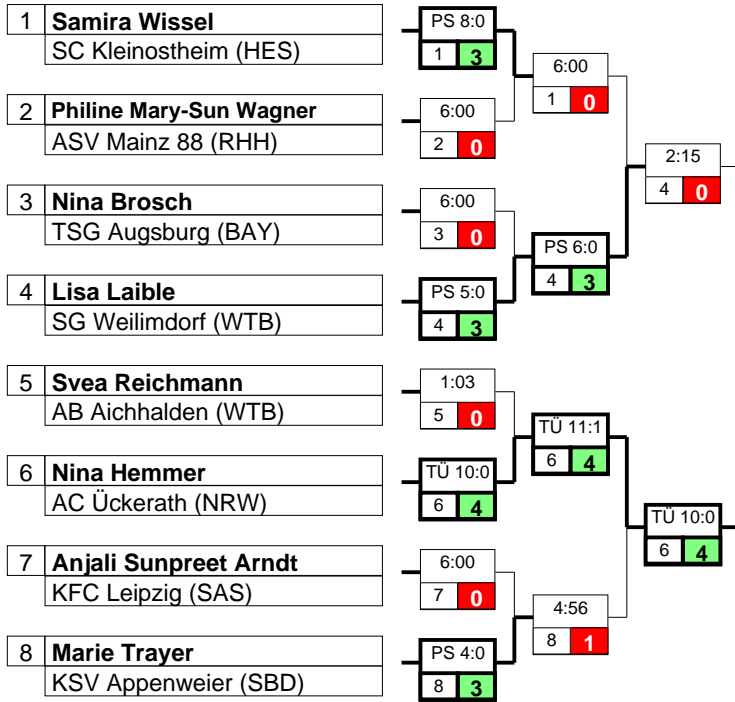 1 Samira Wissel
SC Kleinostheim (HES)
PS 8:0
1 3
6:00
1 0
2 Philine Mary-Sun Wagner
ASV Mainz 88 (RHH)
6:00
2 0
2:15
4 0
3 Nina Brosch
TSG Augsburg (BAY)
6:00
3 0
PS 6:0
4 3
4 Lisa Laible
SG Weilimdorf (WTB)
PS 5:0
4 3
5 Svea Reichmann
AB Aichhalden (WTB)
1:03
5 0
TÜ 11:1
6 4
6 Nina Hemmer
AC Ückerath (NRW)
TÜ 10:0
6 4
TÜ 10:0
6 4
7 Anjali Sunpreet Arndt
KFC Leipzig (SAS)
6:00
7 0
4:56
8 1
8 Marie Trayer
KSV Appenweier (SBD)
PS 4:0
8 3